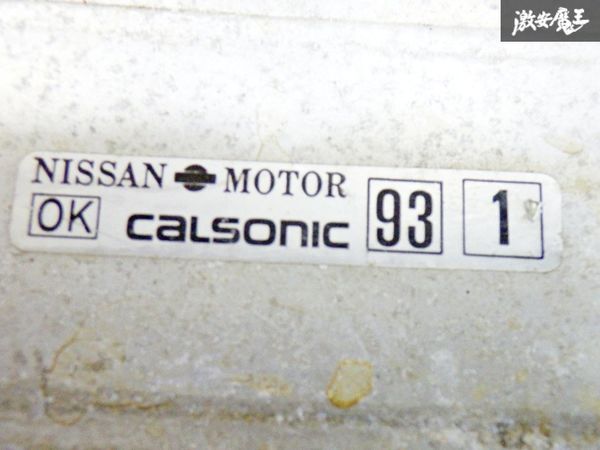 激安魔王
NISSAN MOTOR
OK CALSONIC 93 1